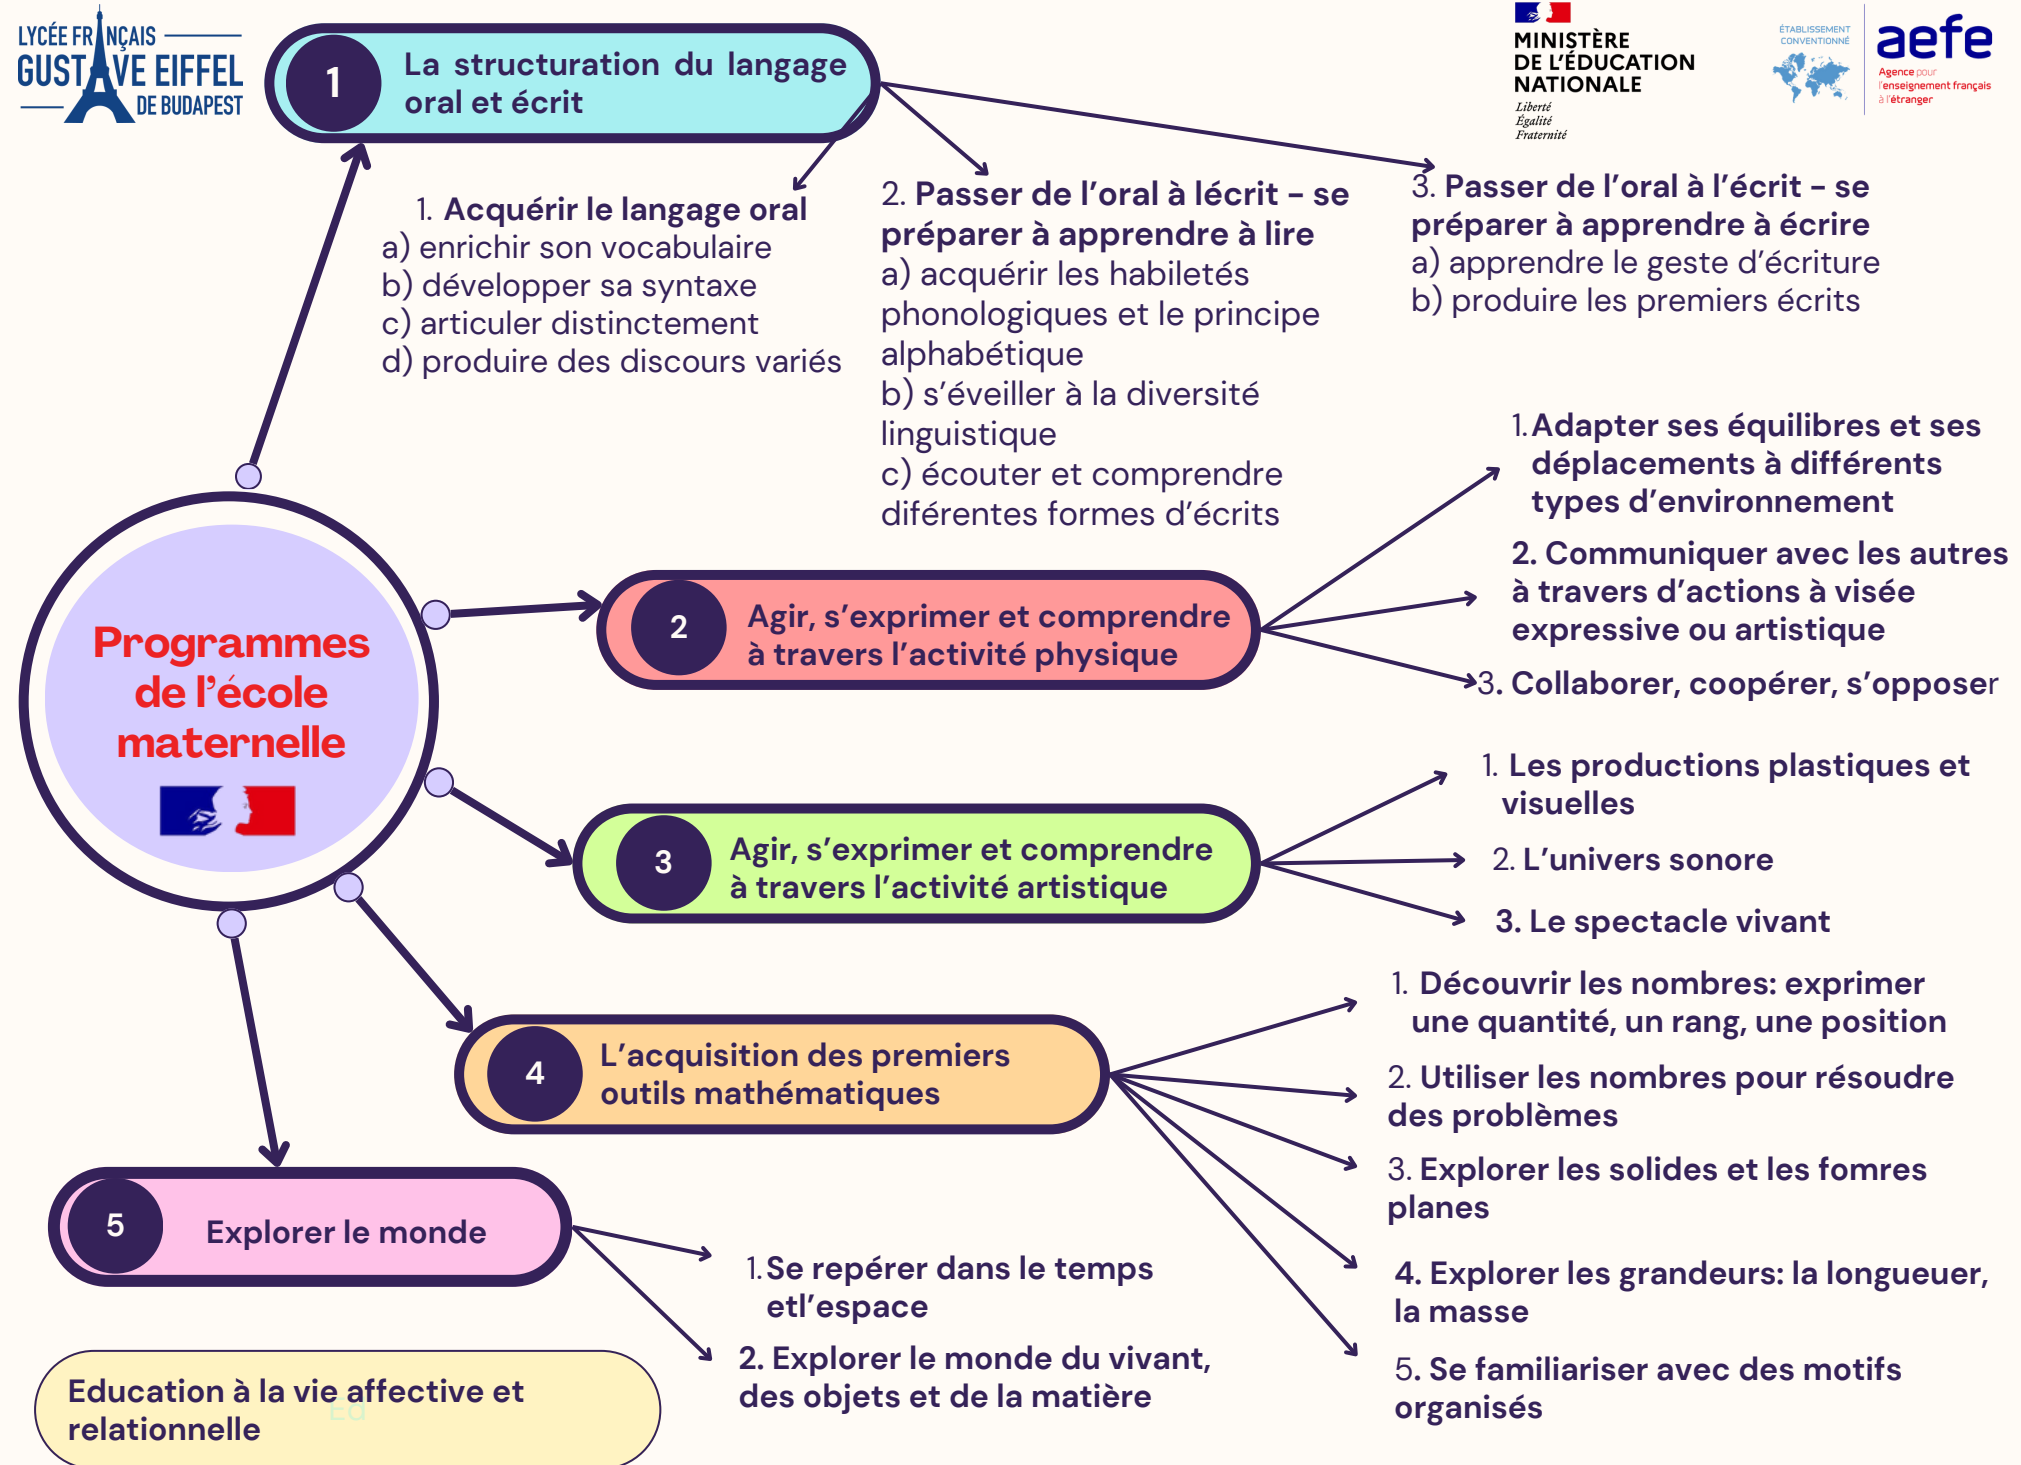 LYCÉE FRANÇAIS
GUSTAVE EIFFEL
DE BUDAPEST
MINISTÈRE
DE L'ÉDUCATION
NATIONALE
Liberté
Égalité
Fraternité
ÉTABLISSEMENT
CONVENTIONNÉ
aefe
Agence pour
l'enseignement français
à l'étranger
1
La structuration du langage
oral et écrit
1. Acquérir le langage oral
a) enrichir son vocabulaire
b) développer sa syntaxe
c) articuler distinctement
d) produire des discours variés
2. Passer de l'oral à lécrit – se
préparer à apprendre à lire
a) acquérir les habiletés
phonologiques et le principe
alphabétique
b) s'éveiller à la diversité
linguistique
c) écouter et comprendre
diférentes formes d'écrits
3. Passer de l'oral à l'écrit – se
préparer à apprendre à écrire
a) apprendre le geste d'écriture
b) produire les premiers écrits
Programmes
de l'école
maternelle
2
Agir, s'exprimer et comprendre
à travers l'activité physique
1. Adapter ses équilibres et ses
déplacements à différents
types d'environnement
2. Communiquer avec les autres
à travers d'actions à visée
expressive ou artistique
3. Collaborer, coopérer, s'opposer
3
Agir, s'exprimer et comprendre
à travers l'activité artistique
1. Les productions plastiques et
visuelles
2. L'univers sonore
3. Le spectacle vivant
4
L'acquisition des premiers
outils mathématiques
1. Découvrir les nombres: exprimer
une quantité, un rang, une position
2. Utiliser les nombres pour résoudre
des problèmes
3. Explorer les solides et les fomres
planes
4. Explorer les grandeurs: la longueuer,
la masse
5. Se familiariser avec des motifs
organisés
5
Explorer le monde
1. Se repérer dans le temps
etl'espace
2. Explorer le monde du vivant,
des objets et de la matière
Education à la vie affective et
relationnelle
Ed